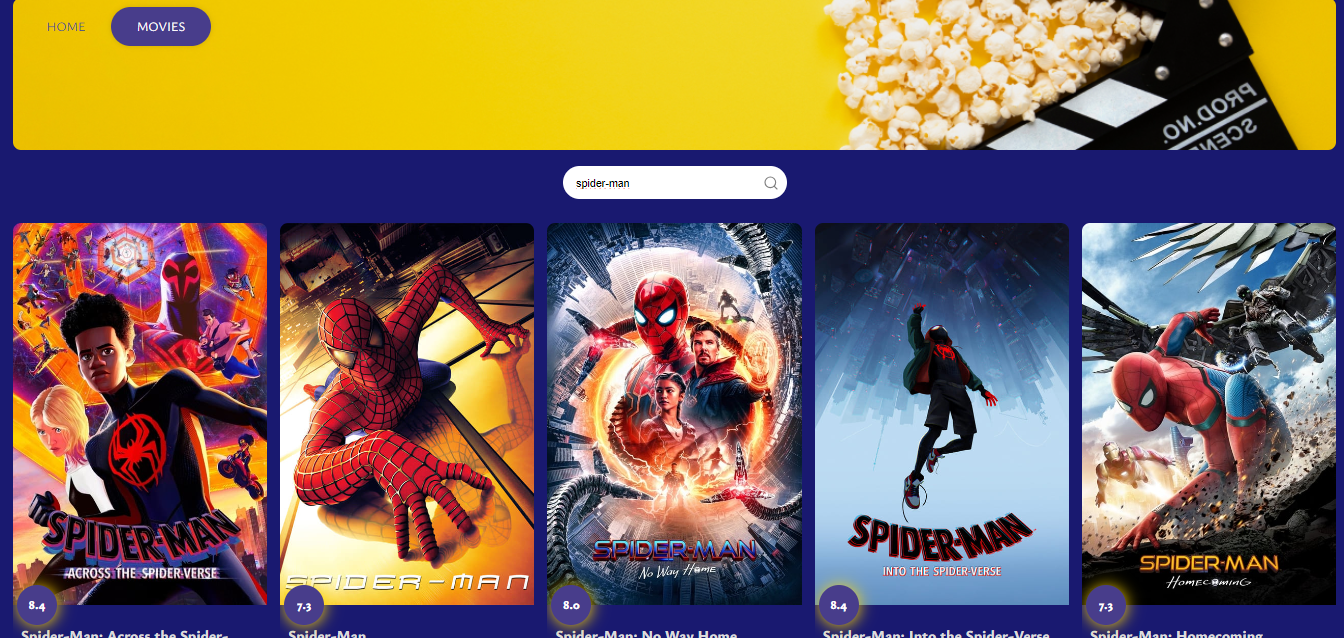 HOME MOVIES
PROD.NO.
SCENE
spider-man
SPIDER-MAN
ACROSS THE SPIDER-VERSE
SPIDER-MAN
SPIDER-MAN
No Way Home
SPIDER-MAN
INTO THE SPIDER-VERSE
SPIDER-MAN
Homecoming
8.4 7.3 8.0 8.4 7.3
Spider-Man: Across the Spider- Spider-Man Spider-Man: No Way Home Spider-Man: Into the Spider-Verse Spider-Man: Homecoming